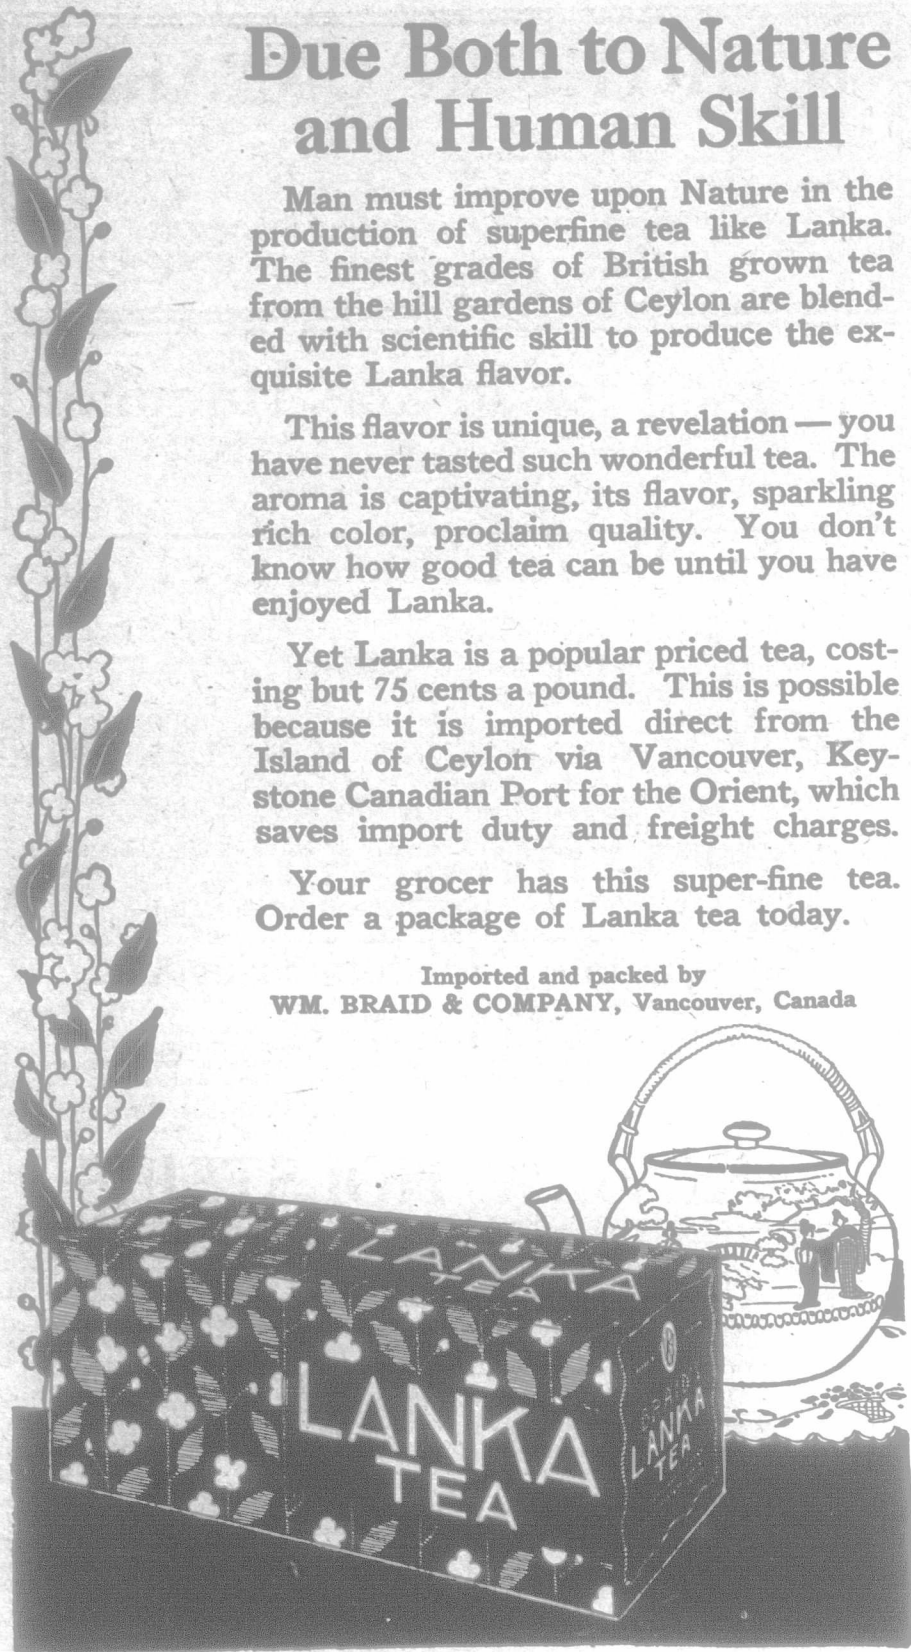 Due Both to Nature
and Human Skill
Man must improve upon Nature in the
production of superfine tea like Lanka.
The finest grades of British grown tea
from the hill gardens of Ceylon are blend-
ed with scientific skill to produce the ex-
quisite Lanka flavor.
This flavor is unique, a revelation — you
have never tasted such wonderful tea. The
aroma is captivating, its flavor, sparkling
rich color, proclaim quality. You don't
know how good tea can be until you have
enjoyed Lanka.
Yet Lanka is a popular priced tea, cost-
ing but 75 cents a pound. This is possible
because it is imported direct from the
Island of Ceylon via Vancouver, Key-
stone Canadian Port for the Orient, which
saves import duty and freight charges.
Your grocer has this super-fine tea.
Order a package of Lanka tea today.
Imported and packed by
WM. BRAID & COMPANY, Vancouver, Canada
LANKA
TEA
LANKA
TEA
BRAID'S
LANKA
TEA